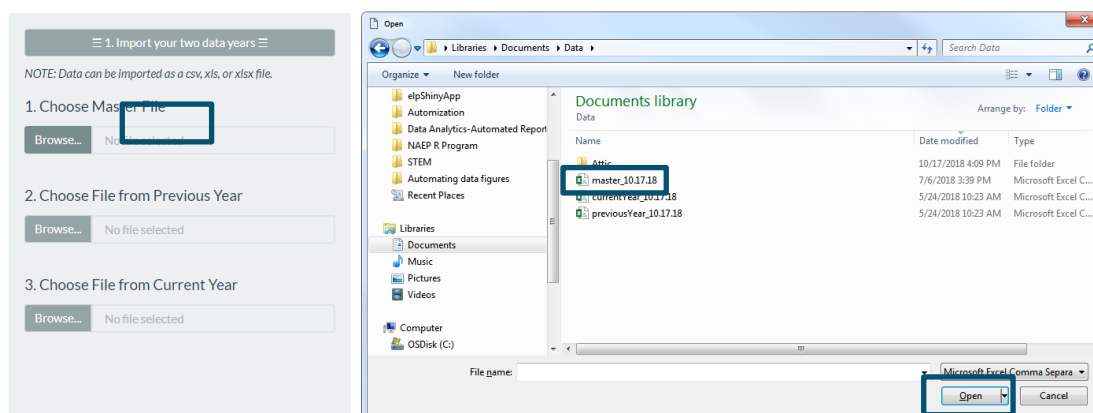 ☰ 1. Import your two data years ☰
NOTE: Data can be imported as a csv, xls, or xlsx file.
1. Choose Master File
Browse... No file selected
2. Choose File from Previous Year
Browse... No file selected
3. Choose File from Current Year
Browse... No file selected
Open
Libraries Documents Data
Search Data
Organize New folder
elpShinyApp
Automization
Data Analytics-Automated Report
NAEP R Program
STEM
Automating data figures
Recent Places
Libraries
Documents
Music
Pictures
Videos
Computer
OSDisk (C:)
Documents library
Data
Arrange by: Folder
Name Date modified Type
Attic 10/17/2018 4:09 PM File folder
master_10.17.18 7/6/2018 3:39 PM Microsoft Excel C...
currentYear_10.17.18 5/24/2018 10:23 AM Microsoft Excel C...
previousYear_10.17.18 5/24/2018 10:23 AM Microsoft Excel C...
File name:
Microsoft Excel Comma Separa
Open Cancel